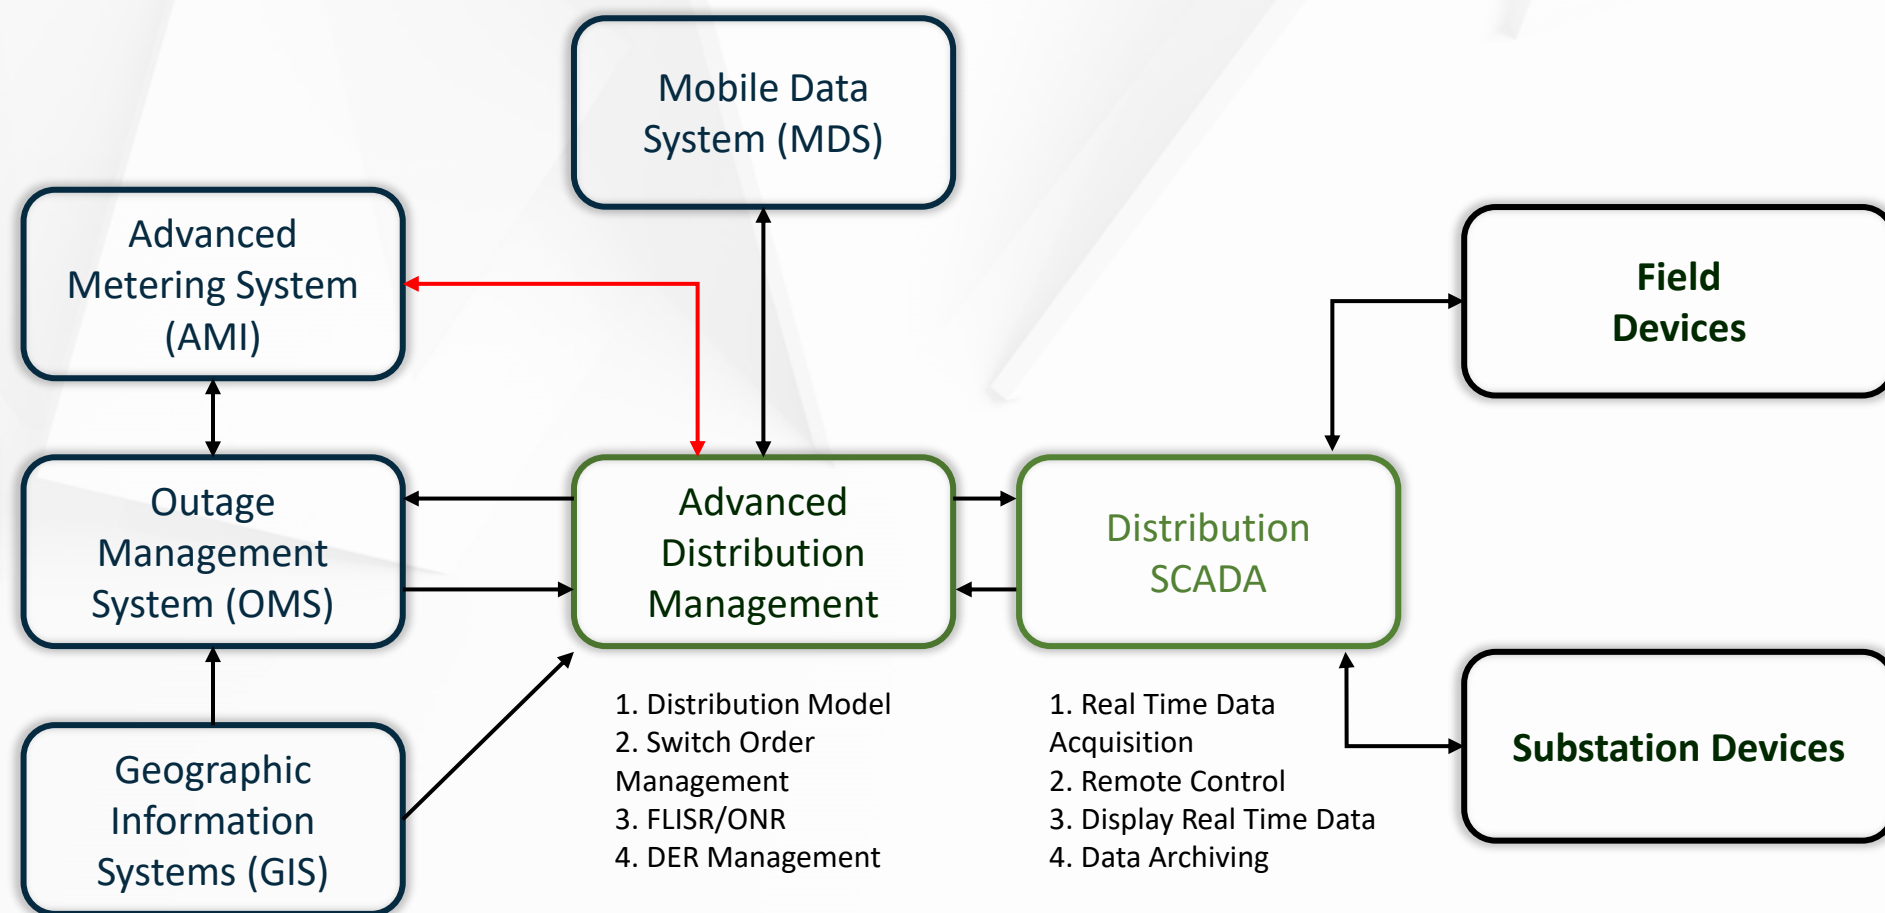 Mobile Data
System (MDS)
Advanced
Metering System
(AMI)
Field
Devices
Outage
Management
System (OMS)
Advanced
Distribution
Management
Distribution
SCADA
Geographic
Information
Systems (GIS)
1. Distribution Model
2. Switch Order
Management
3. FLISR/ONR
4. DER Management
1. Real Time Data
Acquisition
2. Remote Control
3. Display Real Time Data
4. Data Archiving
Substation Devices